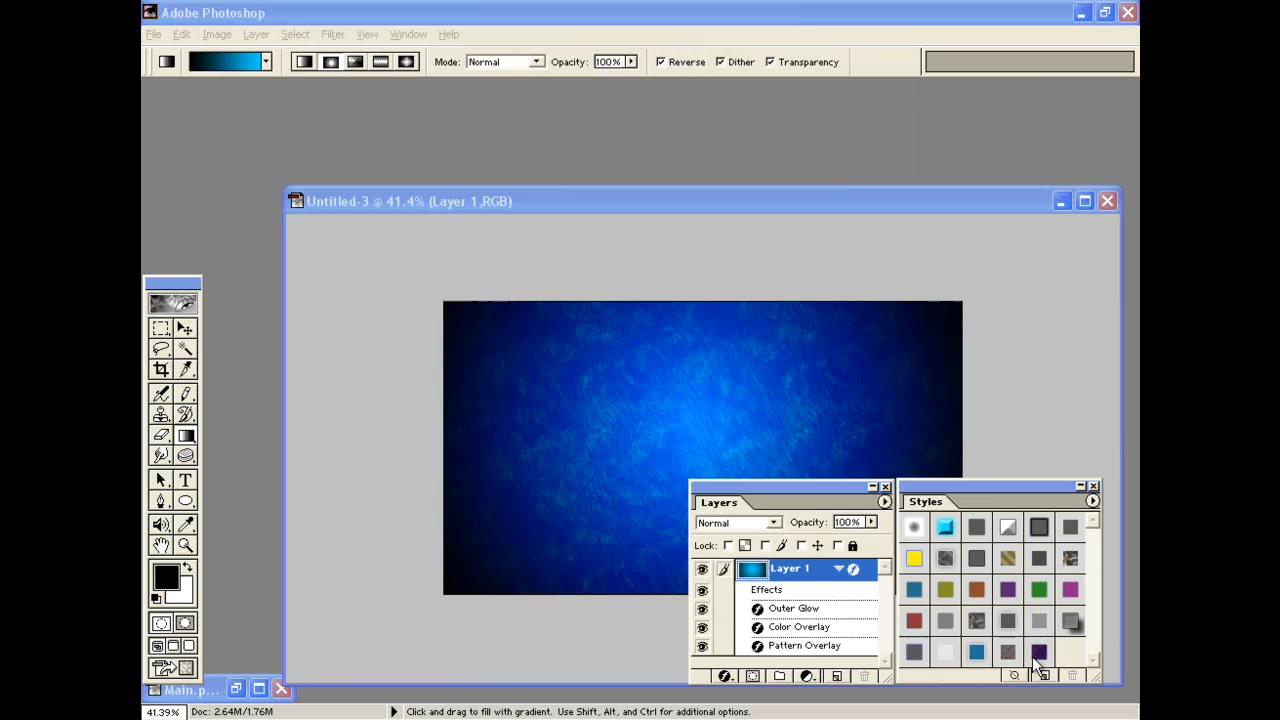 Adobe Photoshop
File Edit Image Layer Select Filter View Window Help
Mode: Normal Opacity: 100% Reverse Dither Transparency
Untitled-3 @ 41.4% (Layer 1,RGB)
Layers
Normal Opacity: 100%
Lock:
Layer 1
Effects
Outer Glow
Color Overlay
Pattern Overlay
Styles
Main.p...
41.39% Doc: 2.64M/1.76M Click and drag to fill with gradient. Use Shift, Alt, and Ctrl for additional options.